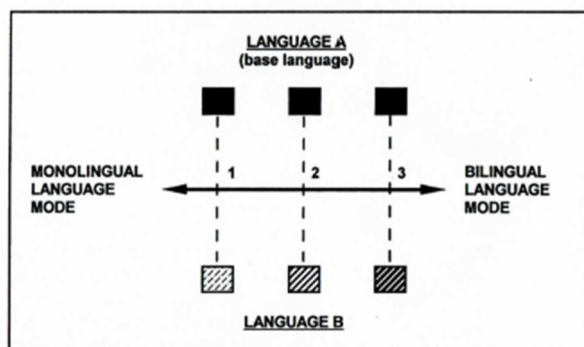 LANGUAGE A
(base language)
MONOLINGUAL
LANGUAGE
MODE
1
2
3
BILINGUAL
LANGUAGE
MODE
LANGUAGE B